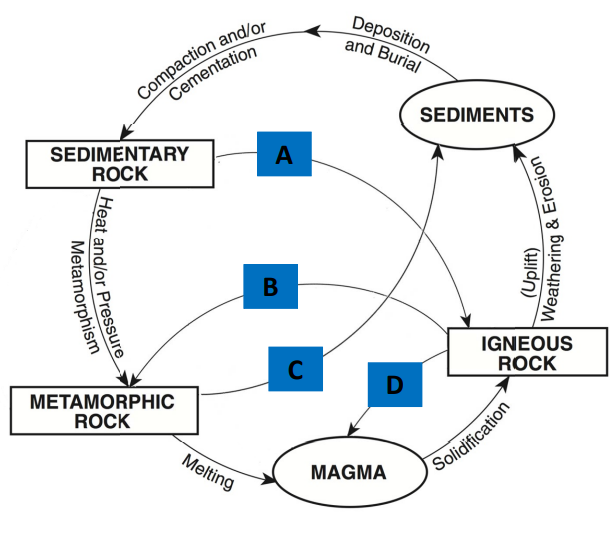 Deposition
and Burial
Compaction and/or
Cementation
SEDIMENTS
SEDIMENTARY
ROCK
A
Heat and/or Pressure
Metamorphism
(Uplift)
Weathering & Erosion
B
IGNEOUS
ROCK
C
D
METAMORPHIC
ROCK
Melting
MAGMA
Solidification